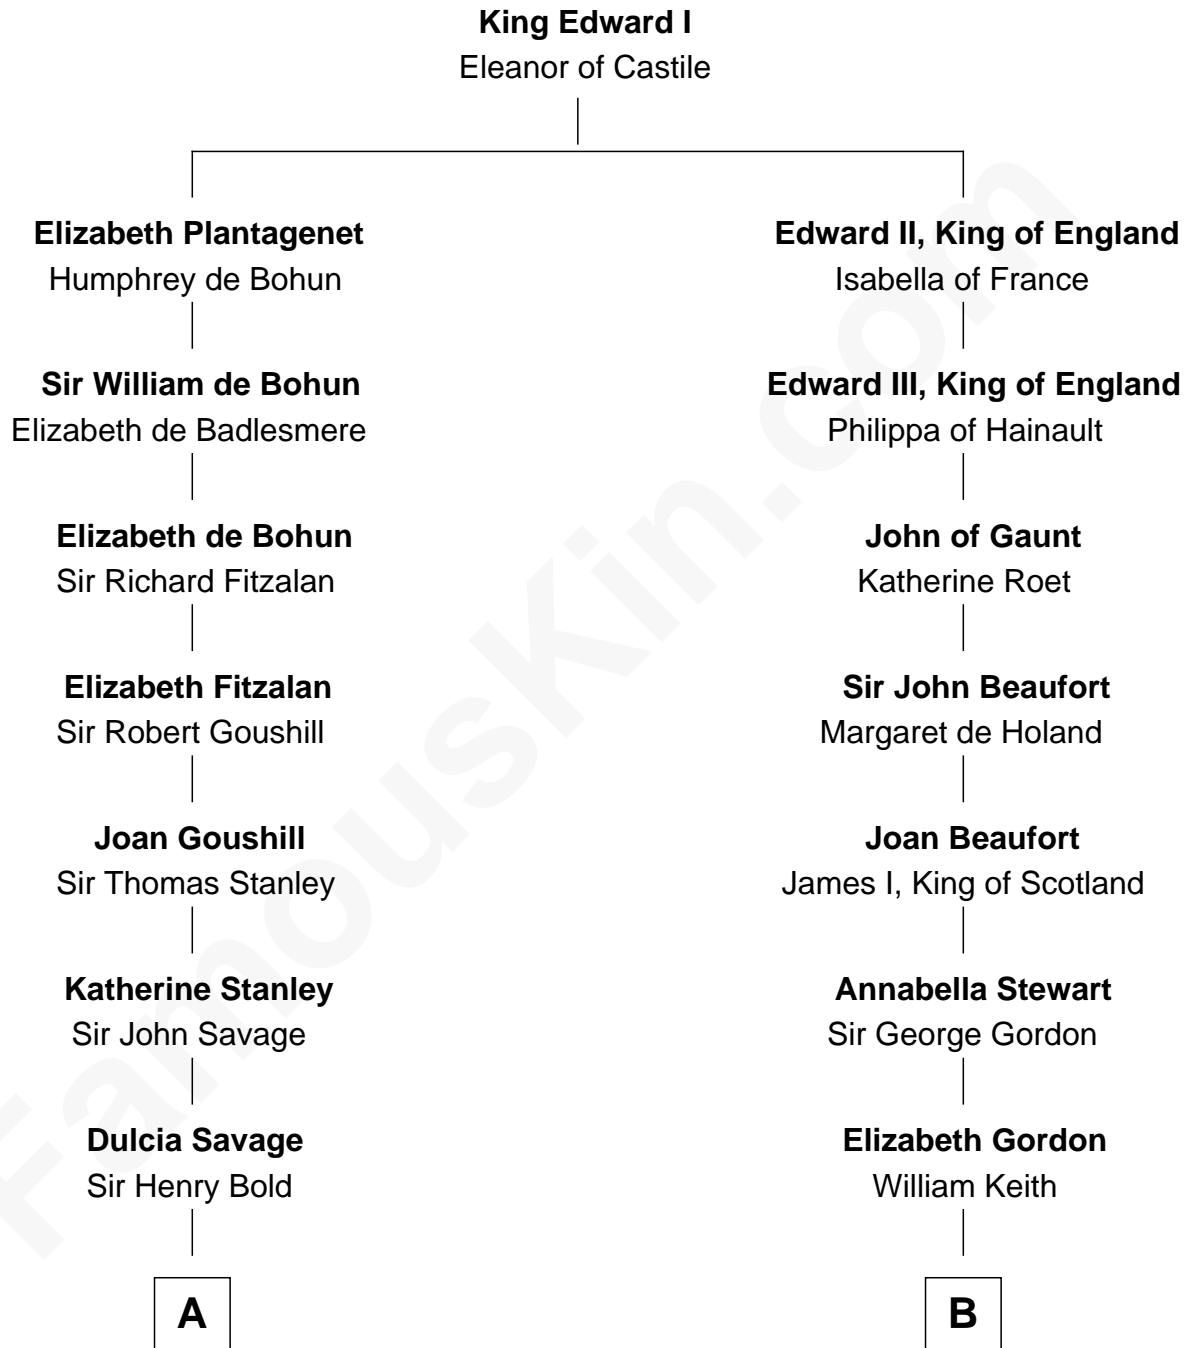 King Edward I
Eleanor of Castile
Elizabeth Plantagenet
Humphrey de Bohun
Edward II, King of England
Isabella of France
Sir William de Bohun
Elizabeth de Badlesmere
Edward III, King of England
Philippa of Hainault
Elizabeth de Bohun
Sir Richard Fitzalan
John of Gaunt
Katherine Roet
Elizabeth Fitzalan
Sir Robert Goushill
Sir John Beaufort
Margaret de Holand
Joan Goushill
Sir Thomas Stanley
Joan Beaufort
James I, King of Scotland
Katherine Stanley
Sir John Savage
Annabella Stewart
Sir George Gordon
Dulcia Savage
Sir Henry Bold
Elizabeth Gordon
William Keith
A
B
FamousKin.com